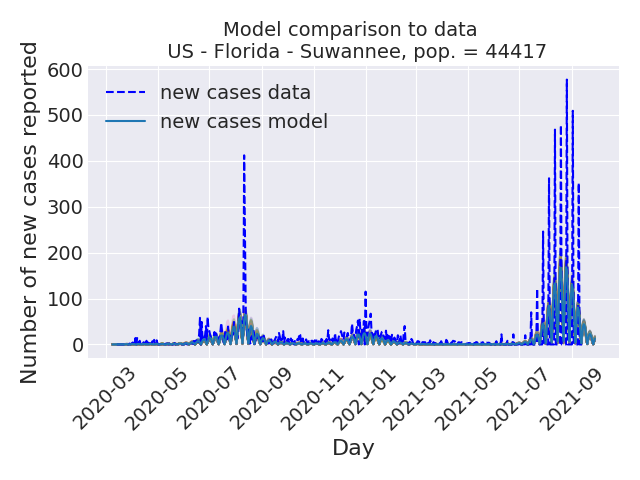 Model comparison to data
US - Florida - Suwannee, pop. = 44417
Number of new cases reported
600
500
400
300
200
100
0
new cases data
new cases model
2020-03
2020-05
2020-07
2020-09
2020-11
2021-01
2021-03
2021-05
2021-07
2021-09
Day